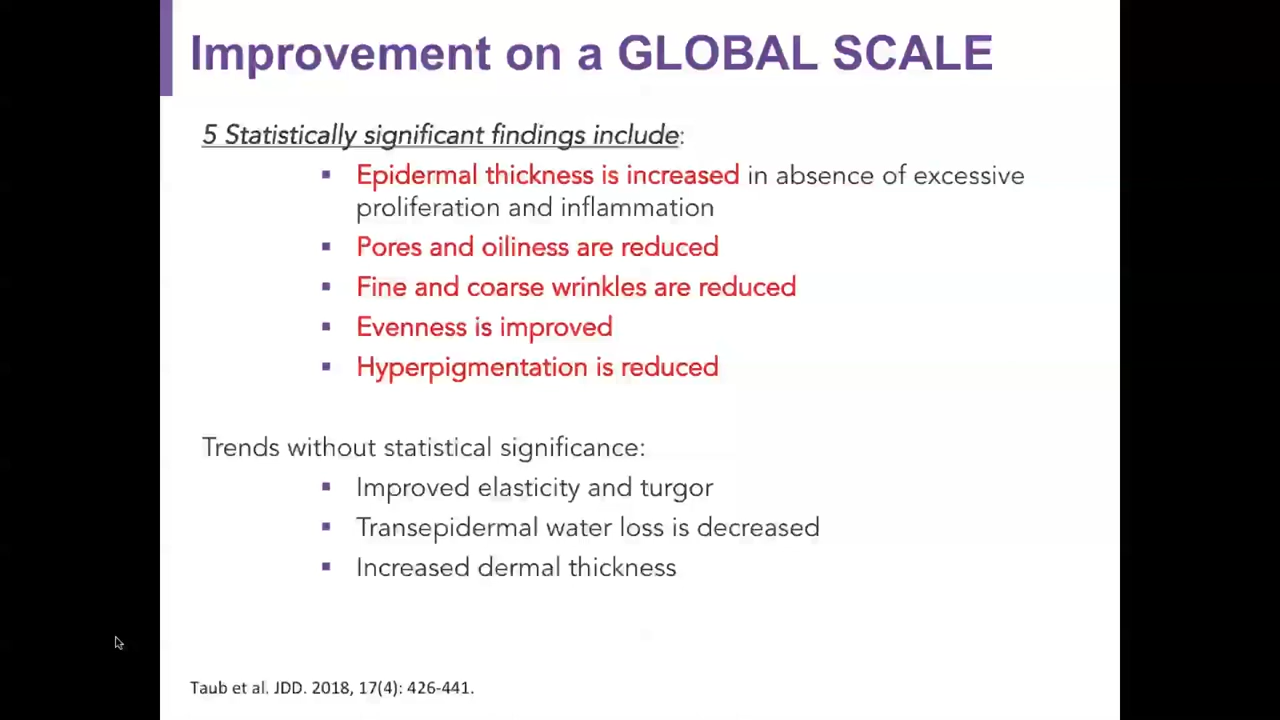 Improvement on a GLOBAL SCALE
5 Statistically significant findings include:
▪ Epidermal thickness is increased in absence of excessive
proliferation and inflammation
▪ Pores and oiliness are reduced
▪ Fine and coarse wrinkles are reduced
▪ Evenness is improved
▪ Hyperpigmentation is reduced
Trends without statistical significance:
▪ Improved elasticity and turgor
▪ Transepidermal water loss is decreased
▪ Increased dermal thickness
Taub et al. JDD. 2018, 17(4): 426-441.